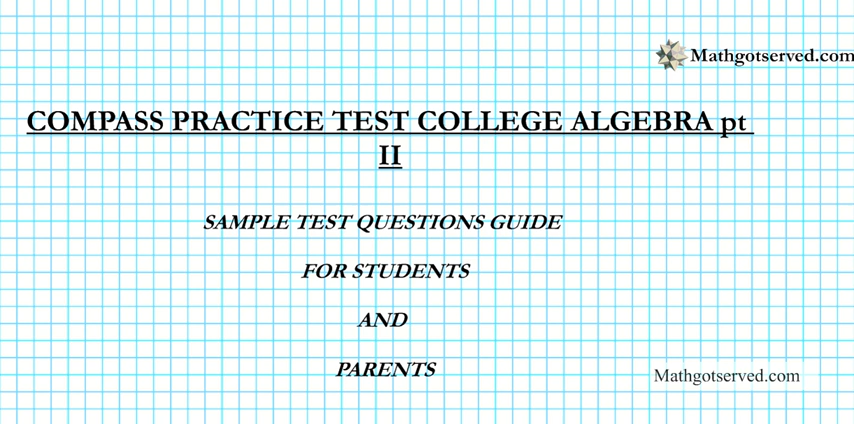 Mathgotserved.com
COMPASS PRACTICE TEST COLLEGE ALGEBRA pt
II
SAMPLE TEST QUESTIONS GUIDE
FOR STUDENTS
AND
PARENTS
Mathgotserved.com